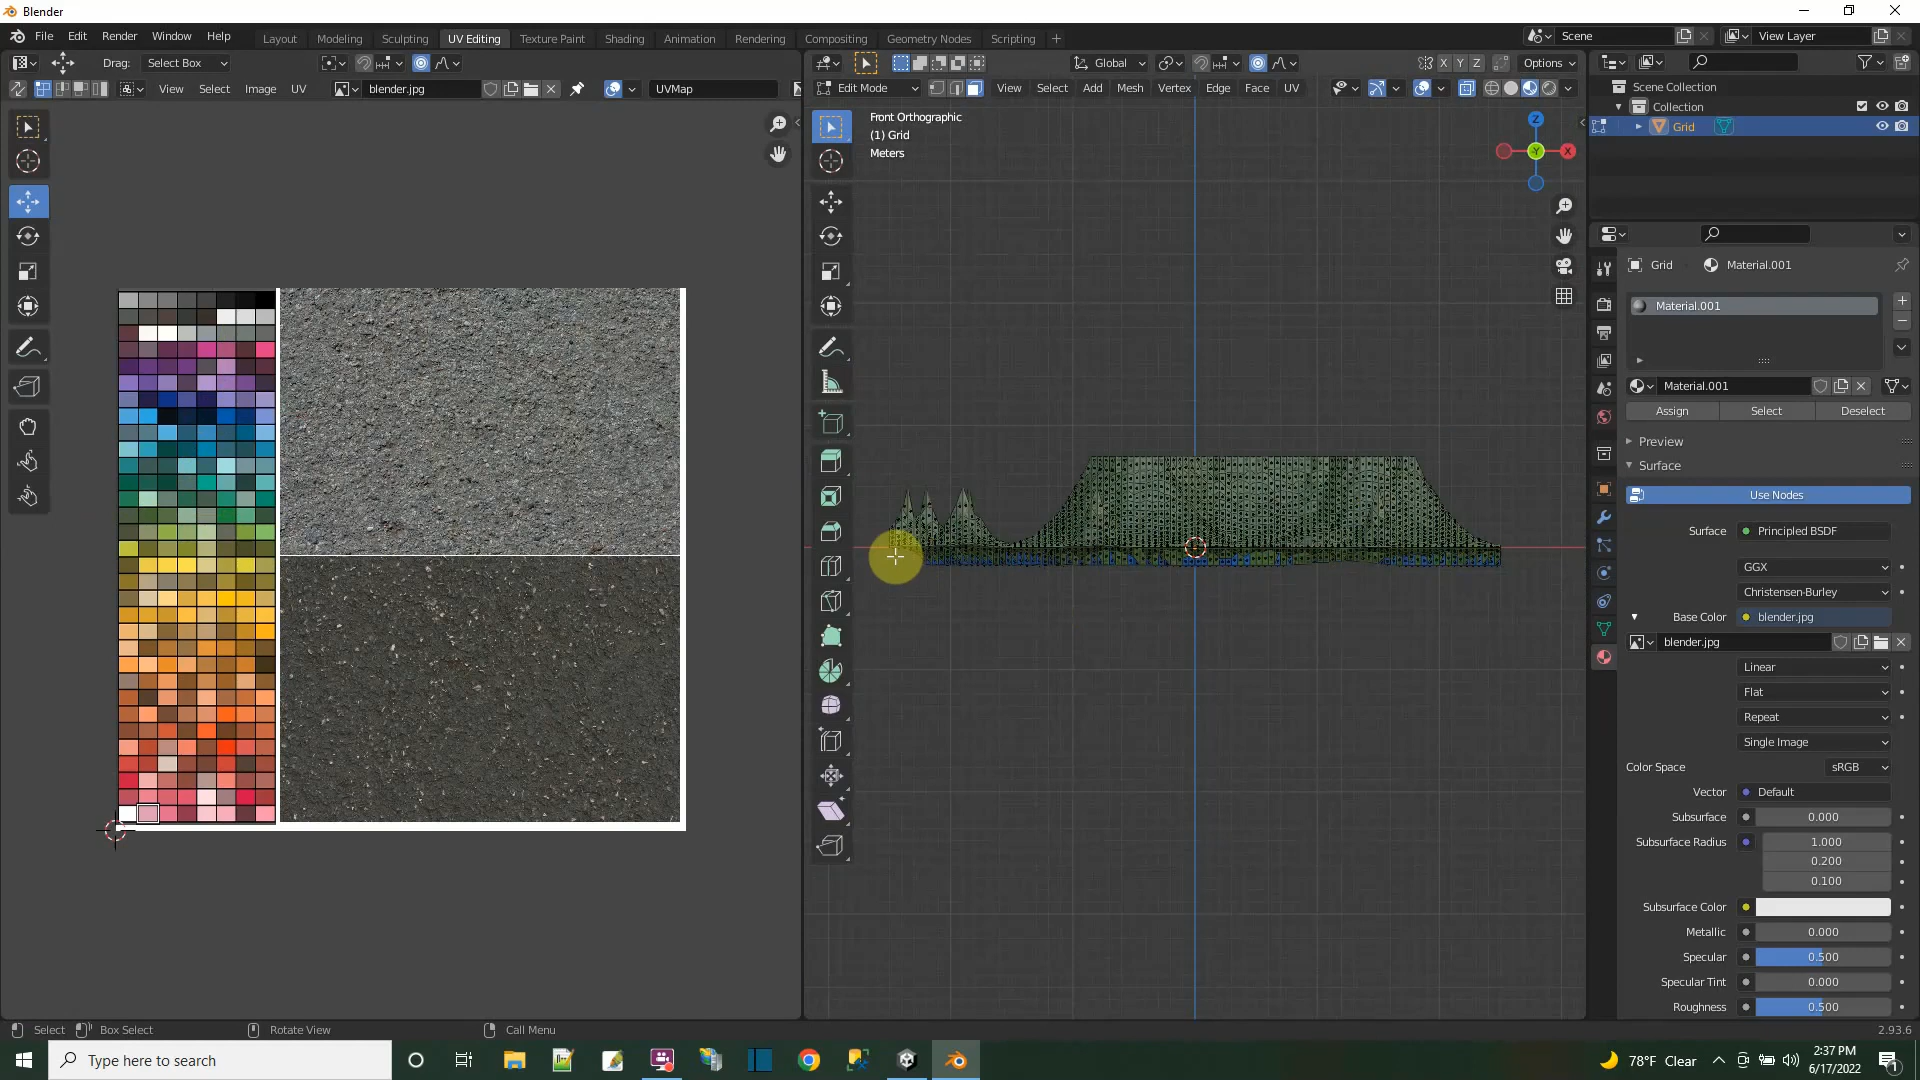 Blender
File Edit Render Window Help
Layout Modeling Sculpting UV Editing Texture Paint Shading Animation Rendering Compositing Geometry Nodes Scripting
Scene
View Layer
Drag: Select Box
Global
X Y Z
Options
View Select Image UV
blender.jpg
UVMap
Edit Mode
View Select Add Mesh Vertex Edge Face UV
Front Orthographic
(1) Grid
Meters
Z
Y
X
Scene Collection
Collection
Grid
Grid
Material.001
Material.001
Material.001
Assign
Select
Deselect
Preview
Surface
Use Nodes
Surface
Principled BSDF
GGX
Christensen-Burley
Base Color
blender.jpg
blender.jpg
Linear
Flat
Repeat
Single Image
Color Space
sRGB
Vector
Default
Subsurface
0.000
Subsurface Radius
1.000
0.200
0.100
Subsurface Color
Metallic
0.000
Specular
0.500
Specular Tint
0.000
Roughness
0.500
Select
Box Select
Rotate View
Call Menu
2.93.6
Type here to search
78°F Clear
2:37 PM
6/17/2022
1